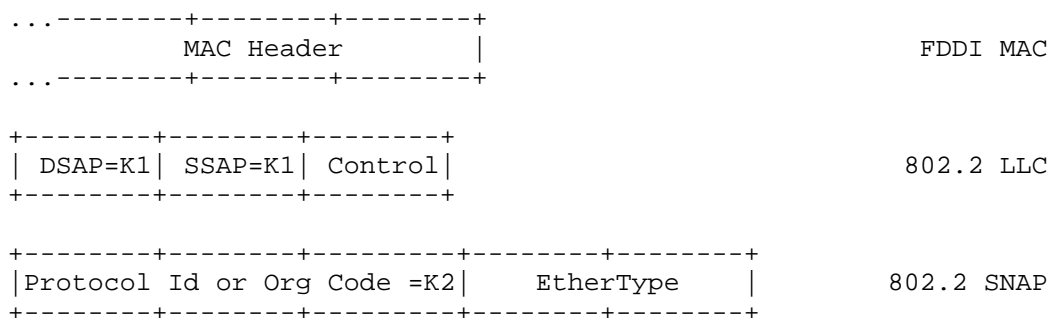 ...--------+--------+--------+
MAC Header | FDDI MAC
...--------+--------+--------+
+--------+--------+--------+
| DSAP=K1| SSAP=K1| Control| 802.2 LLC
+--------+--------+--------+
+--------+--------+---------+--------+--------+
|Protocol Id or Org Code =K2| EtherType | 802.2 SNAP
+--------+--------+---------+--------+--------+